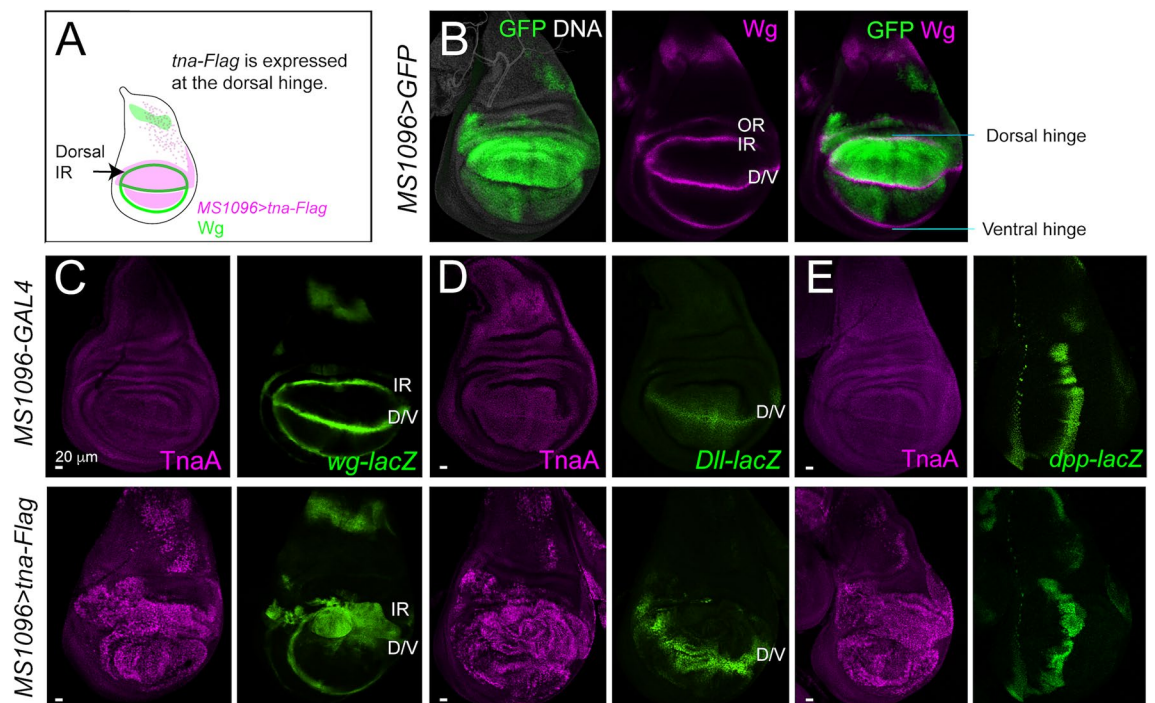 A
tna-Flag is expressed
at the dorsal hinge.
Dorsal
IR
MS1096>tna-Flag
Wg
MS1096>GFP
B
GFP DNA
Wg
OR
IR
D/V
GFP Wg
Dorsal hinge
Ventral hinge
MS1096-GAL4
C
20 μm
TnaA
IR
D/V
wg-lacZ
D
TnaA
D/V
Dll-lacZ
E
TnaA
dpp-lacZ
MS1096>tna-Flag
IR
D/V
D/V